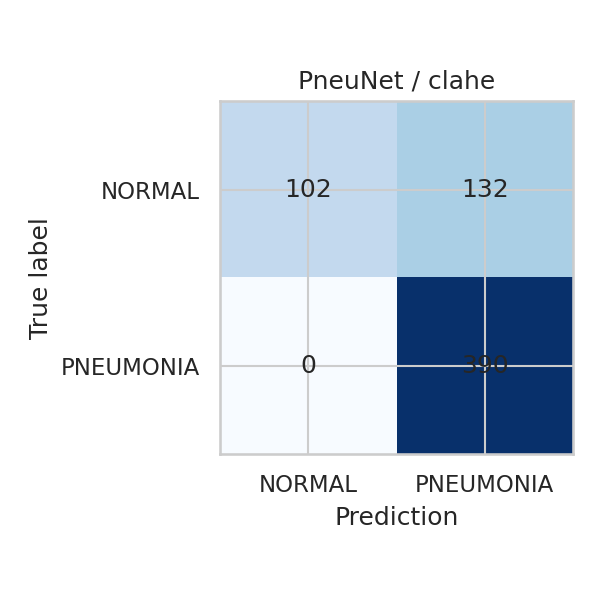 PneuNet / clahe
True label
NORMAL
102
132
PNEUMONIA
0
390
NORMAL
PNEUMONIA
Prediction